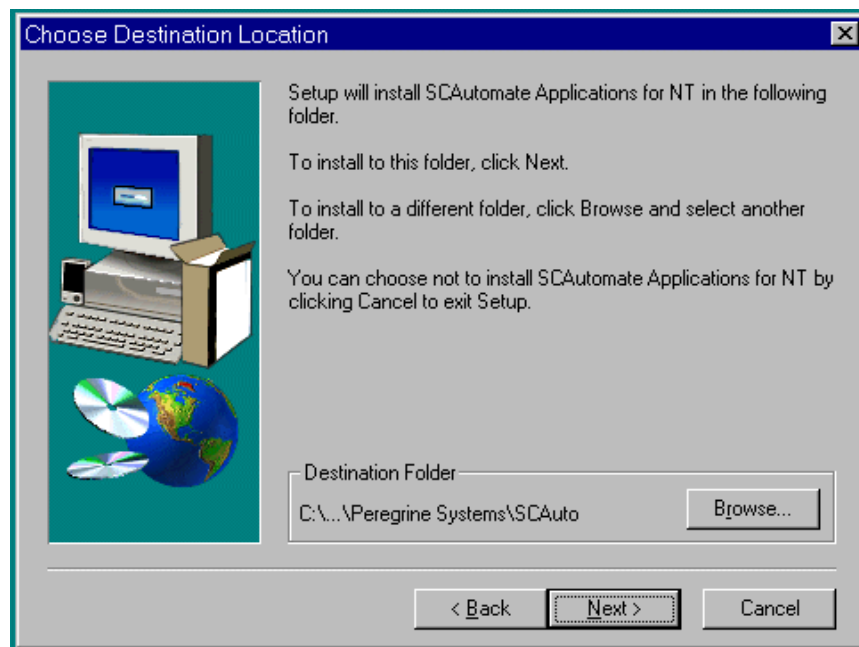 Choose Destination Location
Setup will install SCAutomate Applications for NT in the following
folder.
To install to this folder, click Next.
To install to a different folder, click Browse and select another
folder.
You can choose not to install SCAutomate Applications for NT by
clicking Cancel to exit Setup.
Destination Folder
C:\...\Peregrine Systems\SCAuto
Browse...
< Back
Next >
Cancel